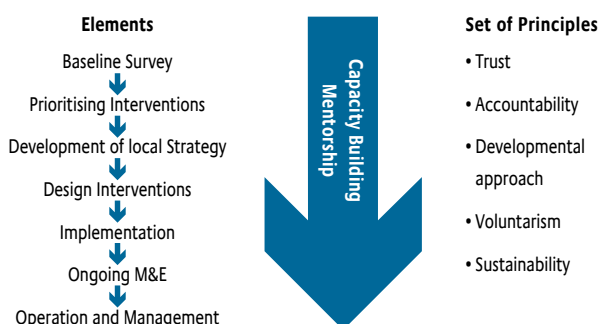 Elements
Baseline Survey
Prioritising Interventions
Development of local Strategy
Design Interventions
Implementation
Ongoing M&E
Operation and Management
Capacity Building
Mentorship
Set of Principles
• Trust
• Accountability
• Developmental
approach
• Voluntarism
• Sustainability